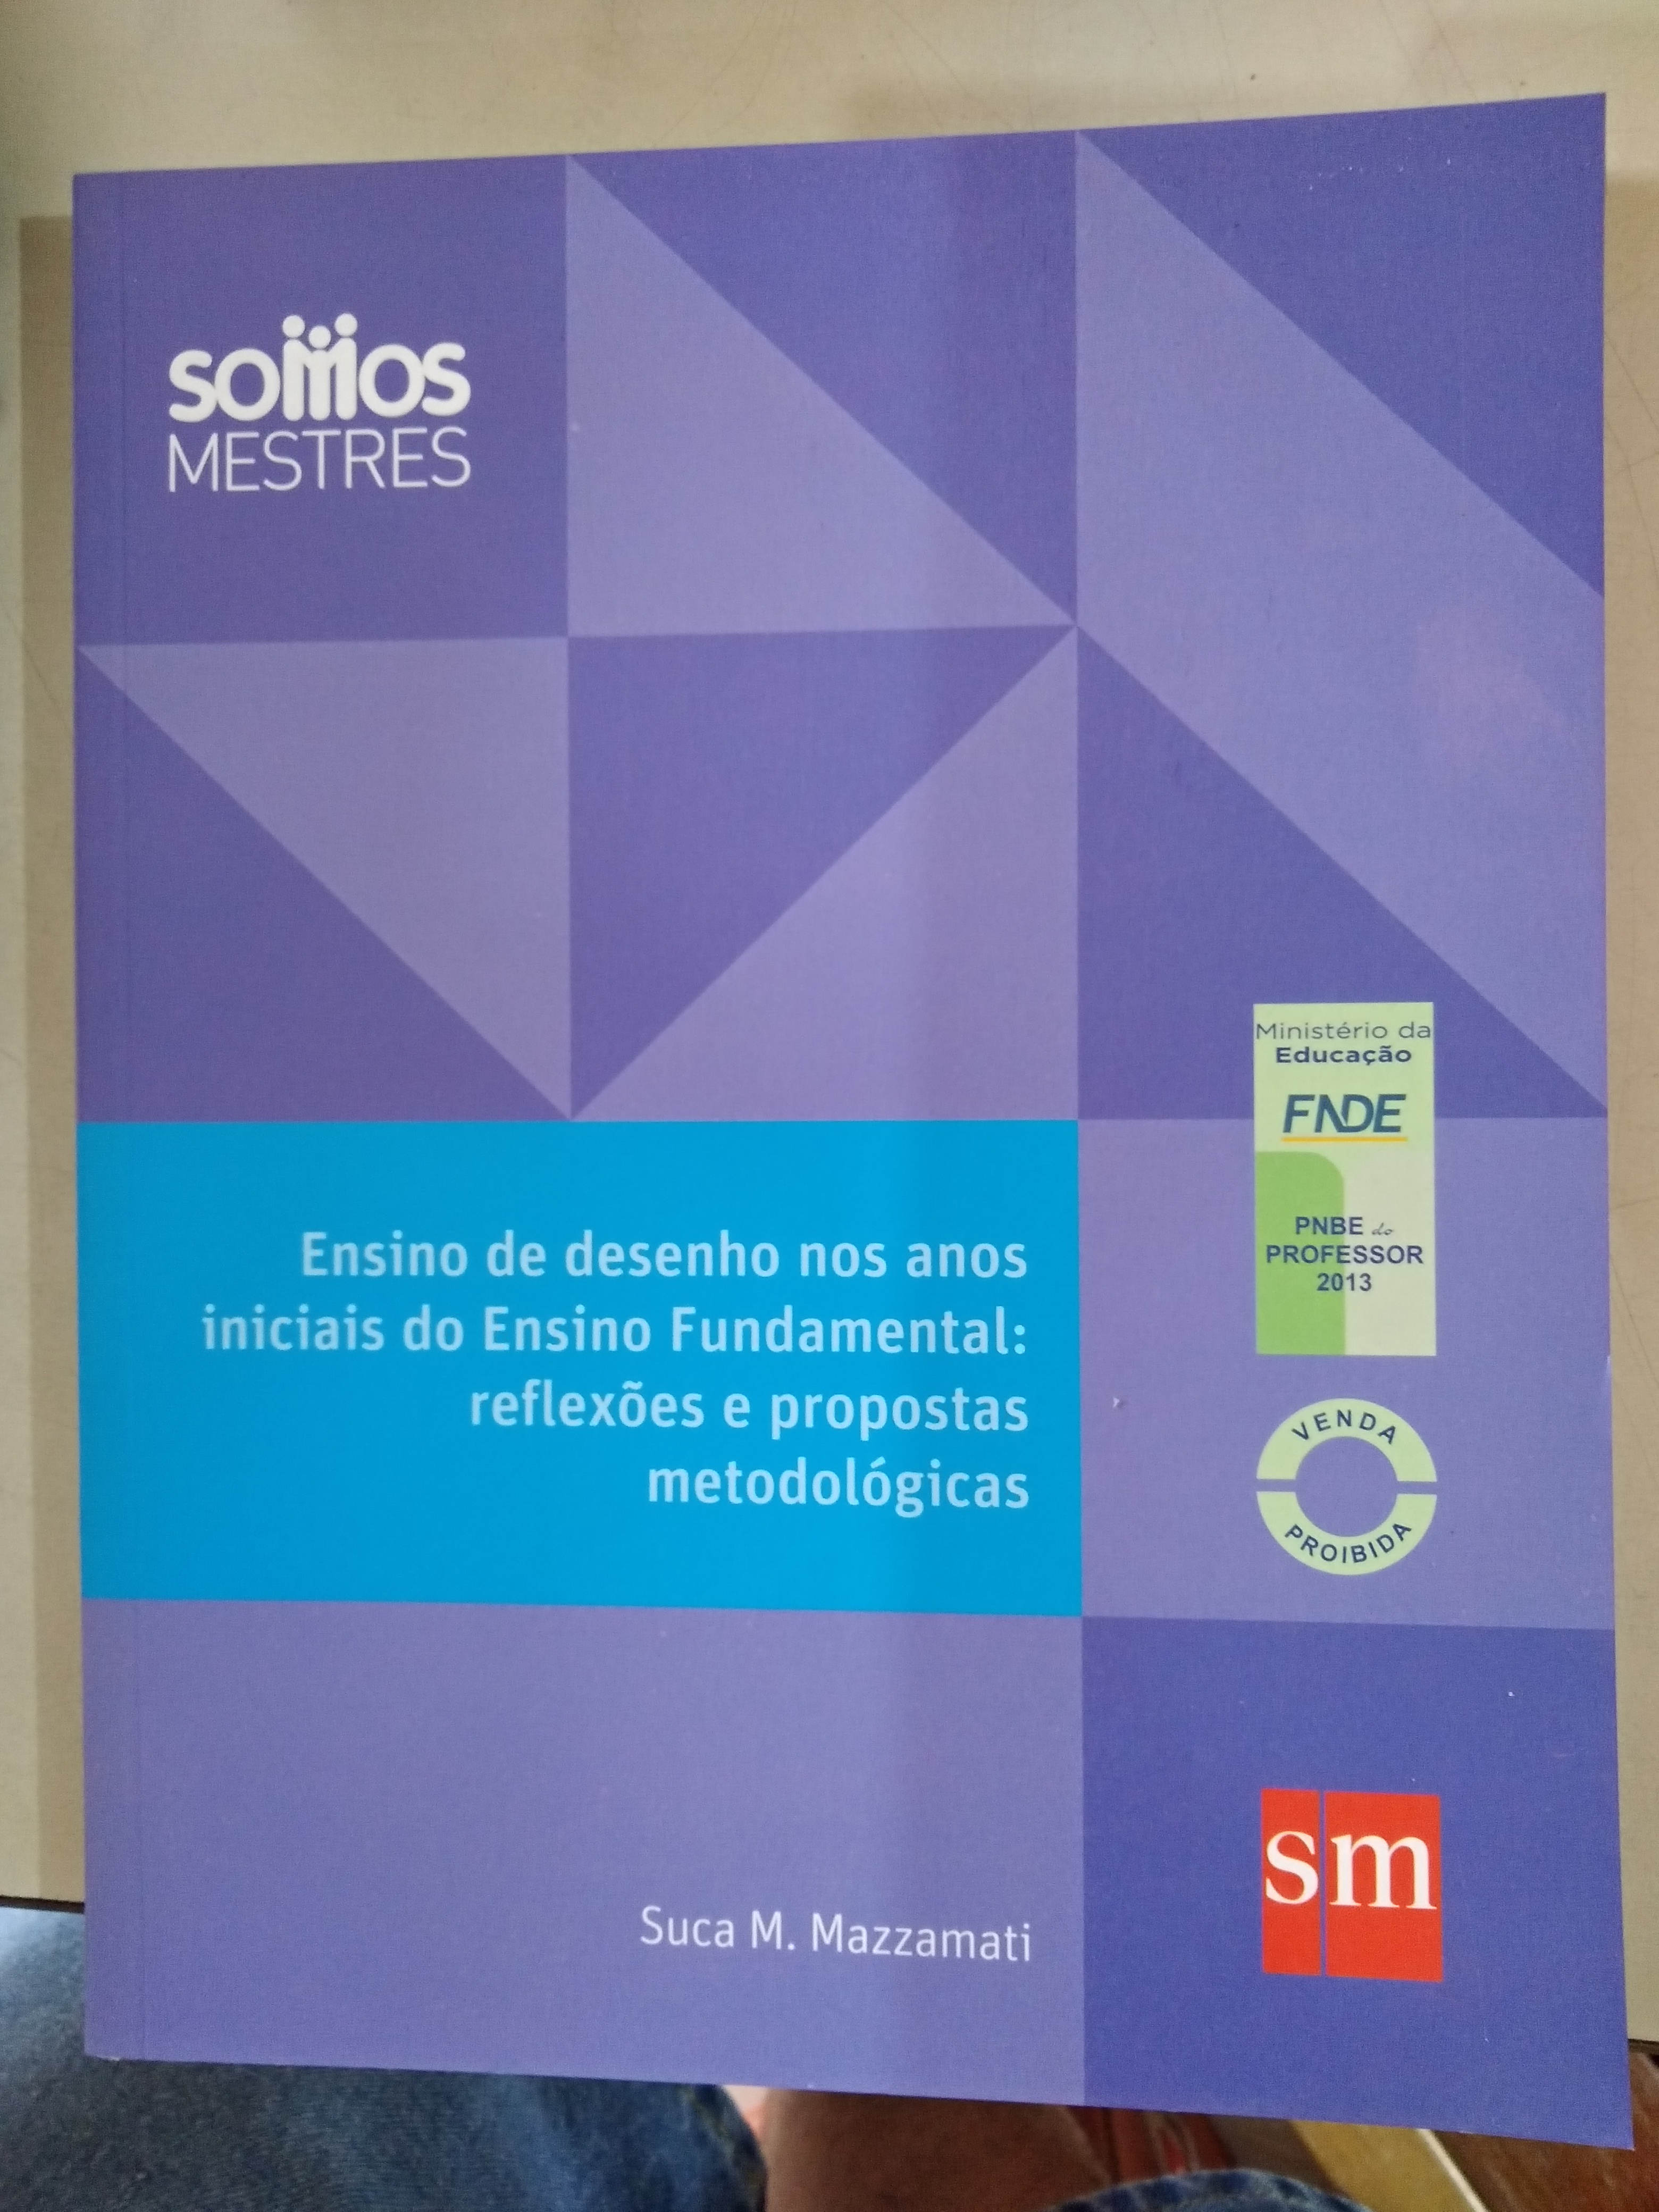 somos
MESTRES
Ministério da
Educação
FNDE
PNBE do
PROFESSOR
2013
VENDA
PROIBIDA
Ensino de desenho nos anos
iniciais do Ensino Fundamental:
reflexões e propostas
metodológicas
Suca M. Mazzamati
sm